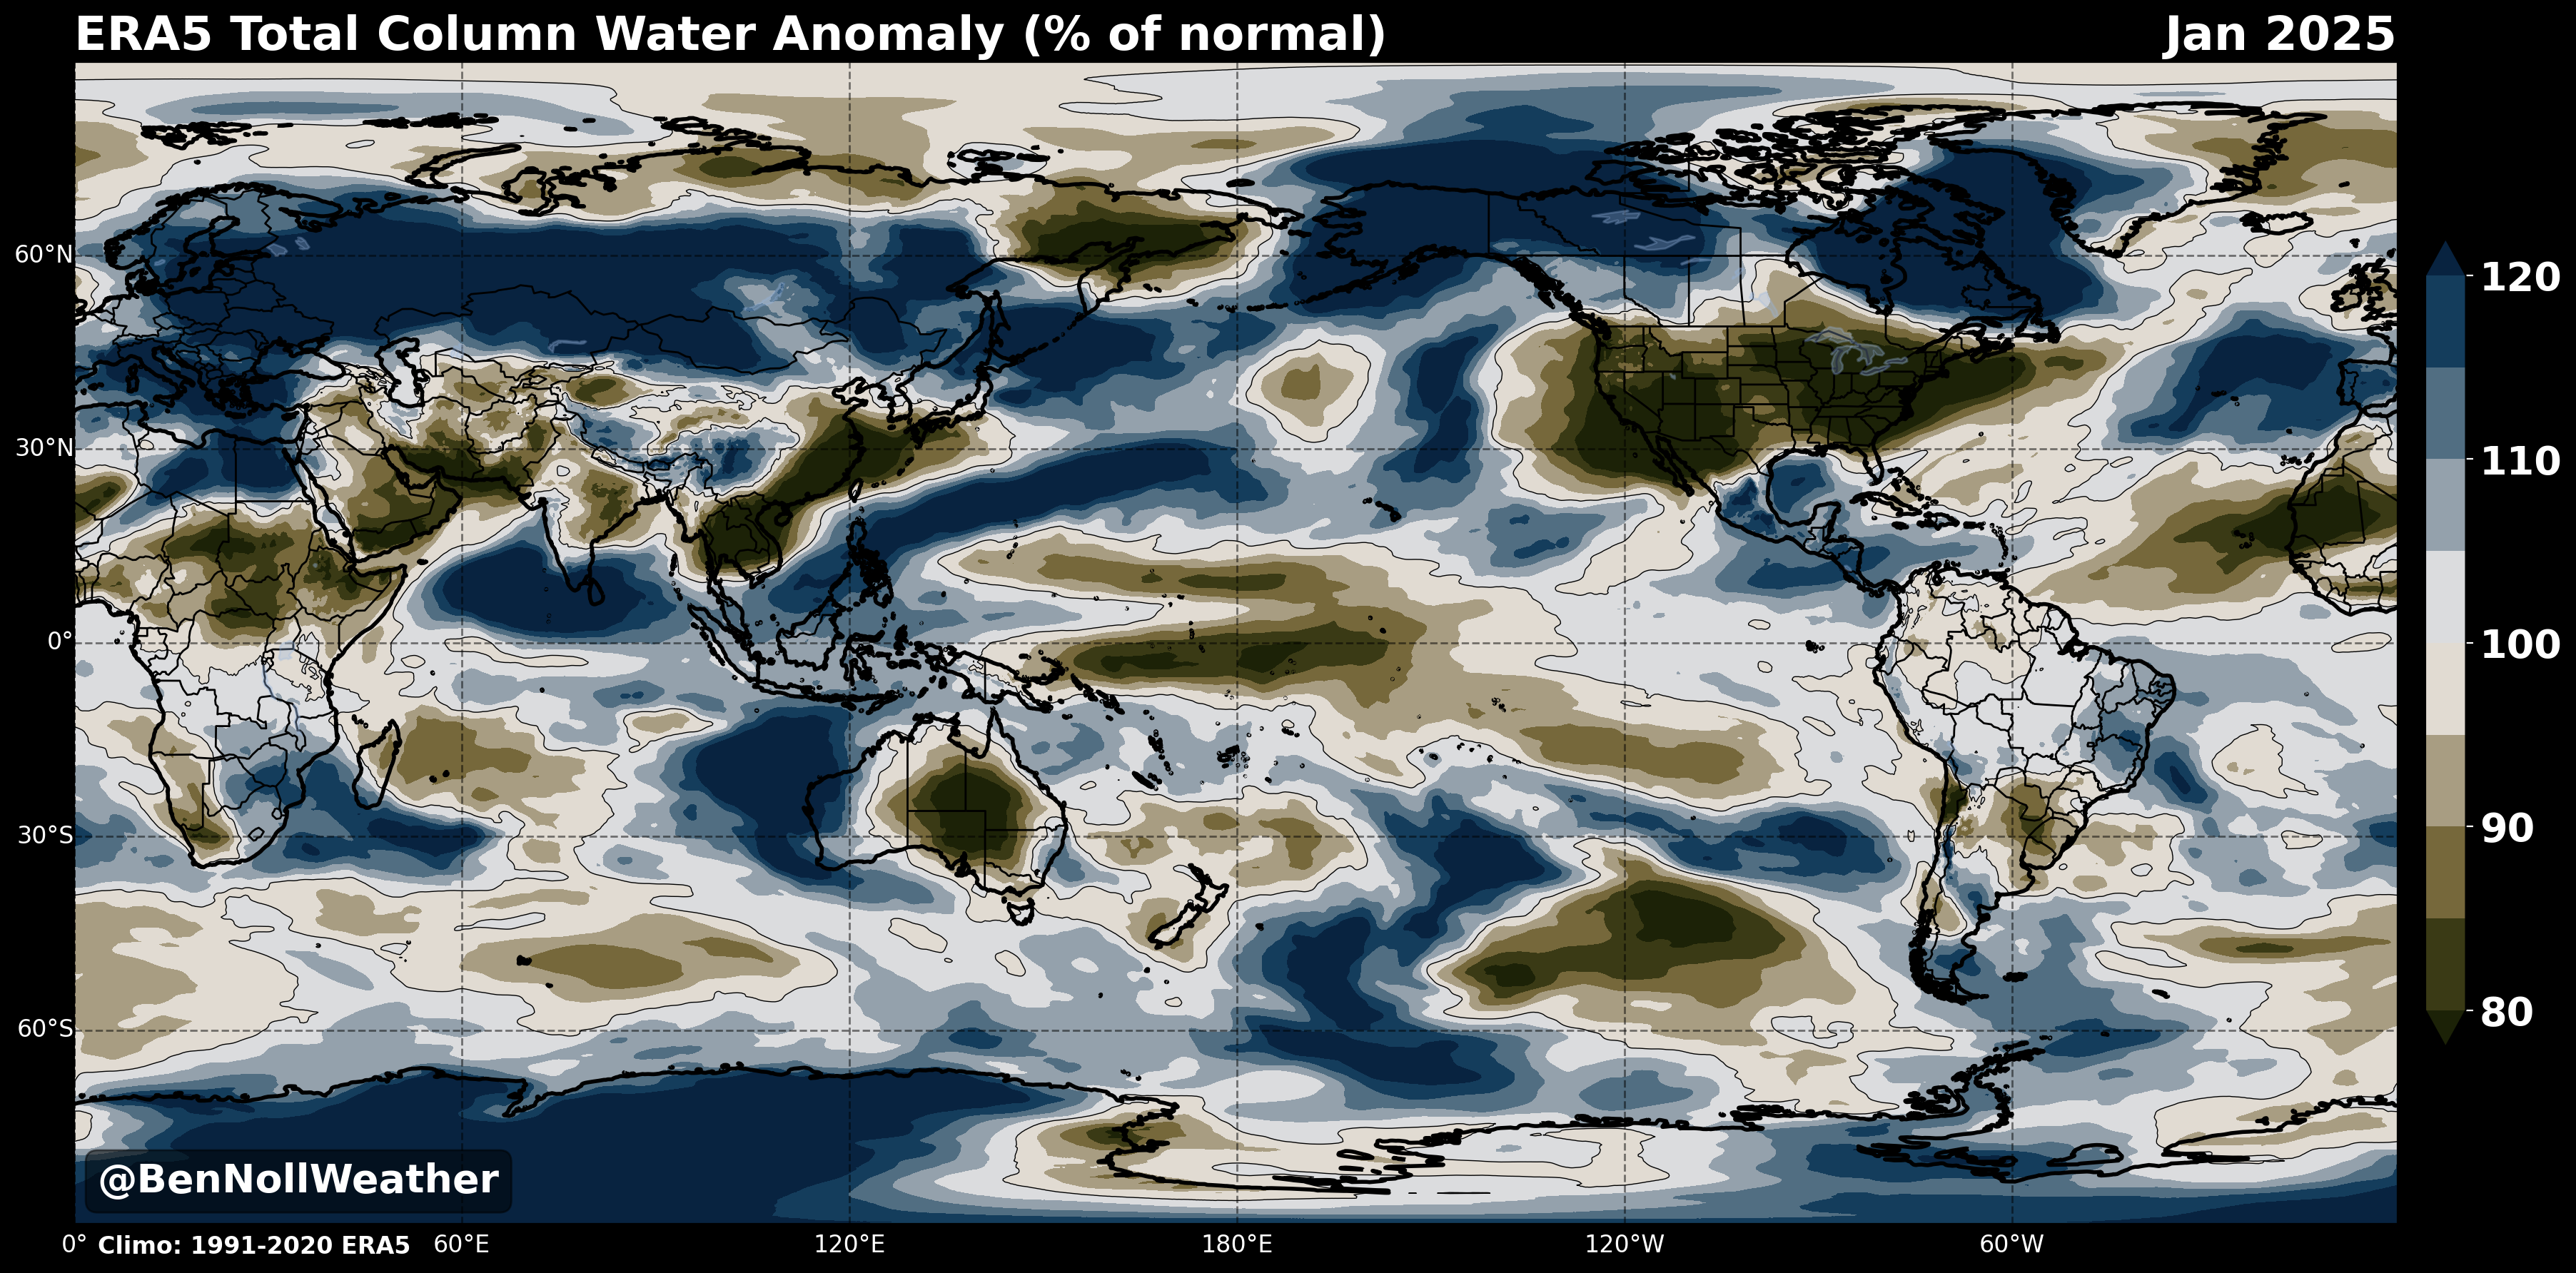 ERA5 Total Column Water Anomaly (% of normal)
Jan 2025
60°N
30°N
0°
30°S
60°S
120
110
100
90
80
@BenNollWeather
0°
Climo: 1991-2020 ERA5
60°E
120°E
180°E
120°W
60°W